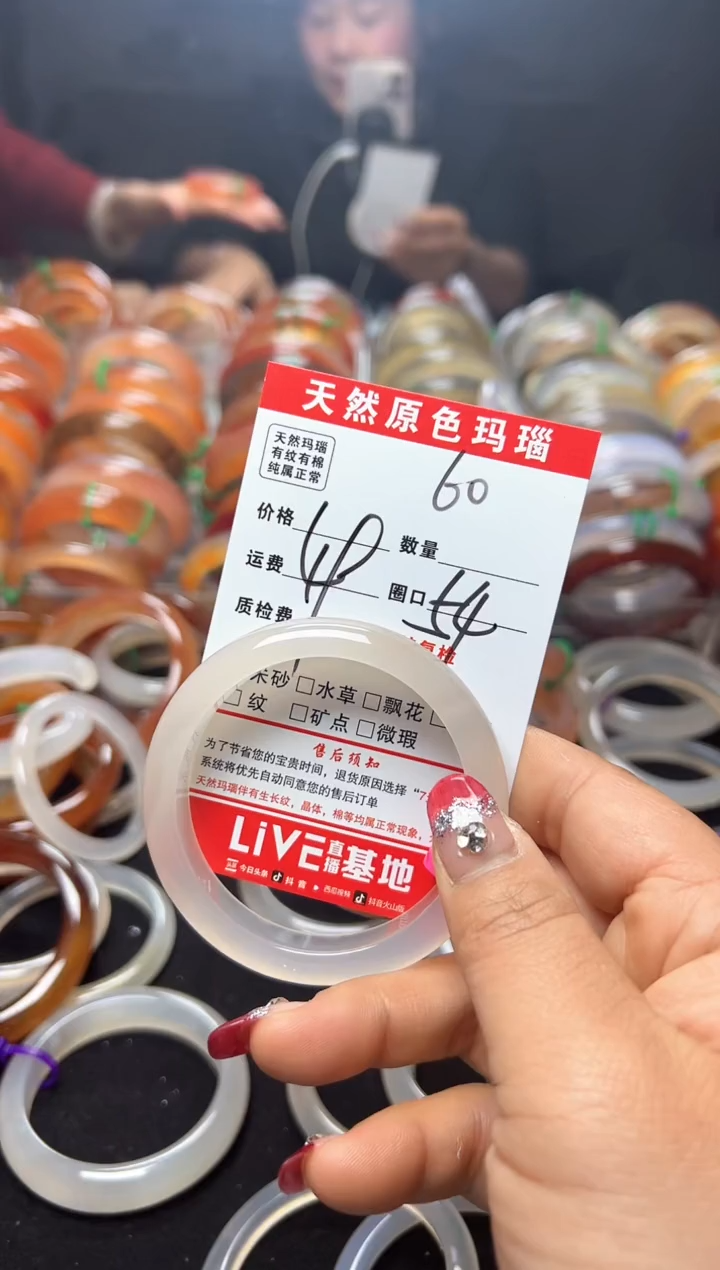 天然原色玛瑙
天然玛瑙
有纹有棉
纯属正常
60
价格
数量
运费
圈口 54
质检费
朱砂 □水草 □飘花 □
□纹 □矿点 □微瑕
售后须知
为了节省您的宝贵时间，退货原因选择“7
系统将优先自动同意您的售后订单
天然玛瑙伴有生长纹，晶体，棉等均属正常现象，
LiVE直播基地
今日头条 抖音 西瓜视频 抖音火山版